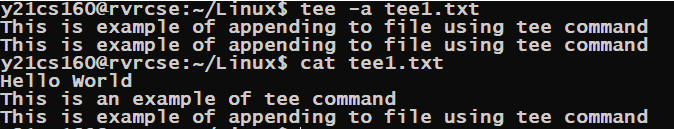 y21cs160@rvrcse:~/Linux$ tee -a tee1.txt
This is example of appending to file using tee command
This is example of appending to file using tee command
y21cs160@rvrcse:~/Linux$ cat tee1.txt
Hello World
This is an example of tee command
This is example of appending to file using tee command